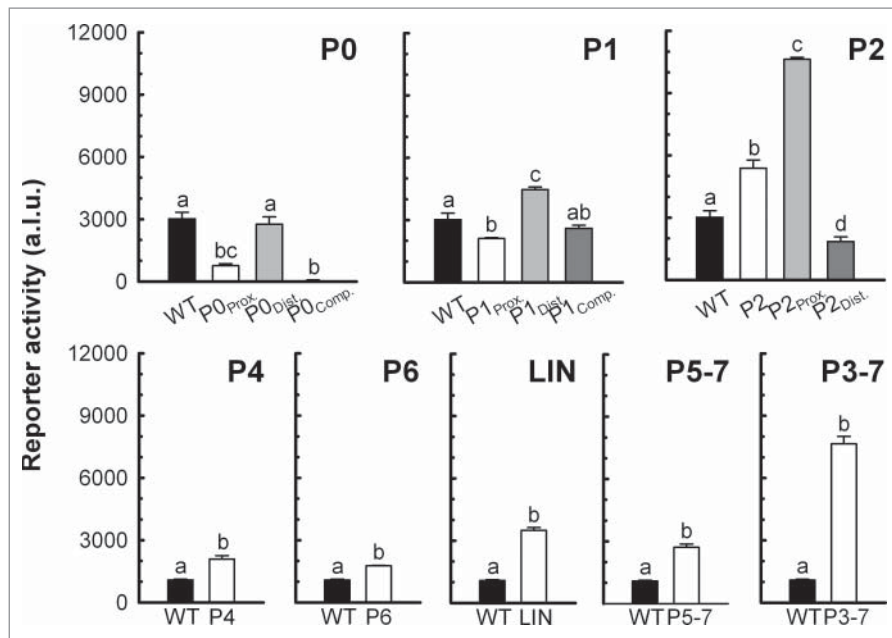 Reporter activity (a.l.u.)
12000
9000
6000
3000
0
P0
a
bc
a
b
WT
P0Prox.
P0Dist.
P0Comp.
P1
a
b
c
ab
WT
P1Prox.
P1Dist.
P1Comp.
P2
a
b
c
d
WT
P2
P2Prox.
P2Dist.
12000
9000
6000
3000
0
P4
a
b
WT P4
P6
a
b
WT P6
LIN
a
b
WT LIN
P5-7
a
b
WT P5-7
P3-7
a
b
WT P3-7